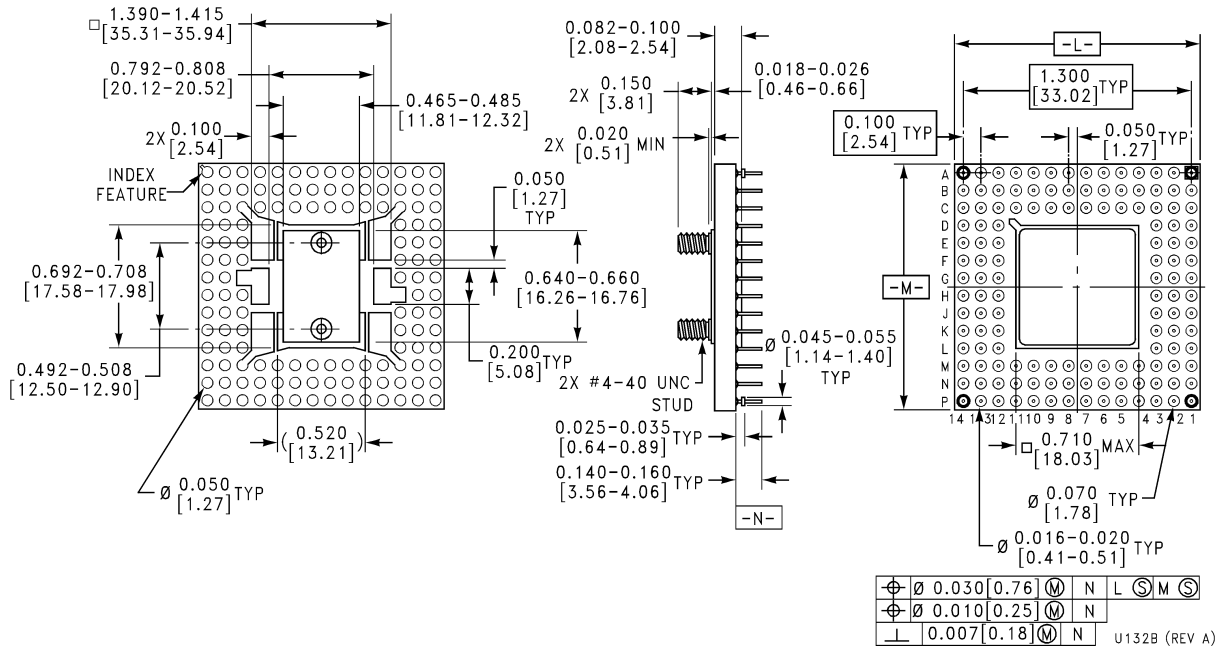 □ 1.390-1.415
[35.31-35.94]
0.792-0.808
[20.12-20.52]
0.465-0.485
[11.81-12.32]
2X 0.100
[2.54]
INDEX
FEATURE
0.050
[1.27]
TYP
0.692-0.708
[17.58-17.98]
0.640-0.660
[16.26-16.76]
0.492-0.508
[12.50-12.90]
0.200 TYP
[5.08]
(0.520)
[13.21]
Ø 0.050 TYP
[1.27]
0.082-0.100
[2.08-2.54]
2X 0.150
[3.81]
0.018-0.026
[0.46-0.66]
2X 0.020 MIN
[0.51]
Ø 0.045-0.055
[1.14-1.40]
TYP
2X #4-40 UNC
STUD
0.025-0.035 TYP
[0.64-0.89]
0.140-0.160 TYP
[3.56-4.06]
-N-
-L-
1.300 TYP
[33.02]
0.100 TYP
[2.54]
0.050 TYP
[1.27]
A
B
C
D
E
F
G
H
J
K
L
M
N
P
-M-
14 13 12 11 10 9 8 7 6 5 4 3 2 1
□ 0.710 MAX
[18.03]
Ø 0.070 TYP
[1.78]
Ø 0.016-0.020 TYP
[0.41-0.51]
⌖ Ø 0.030[0.76] Ⓜ N L Ⓢ M Ⓢ
⌖ Ø 0.010[0.25] Ⓜ N
⊥ 0.007[0.18] Ⓜ N
U132B (REV A)